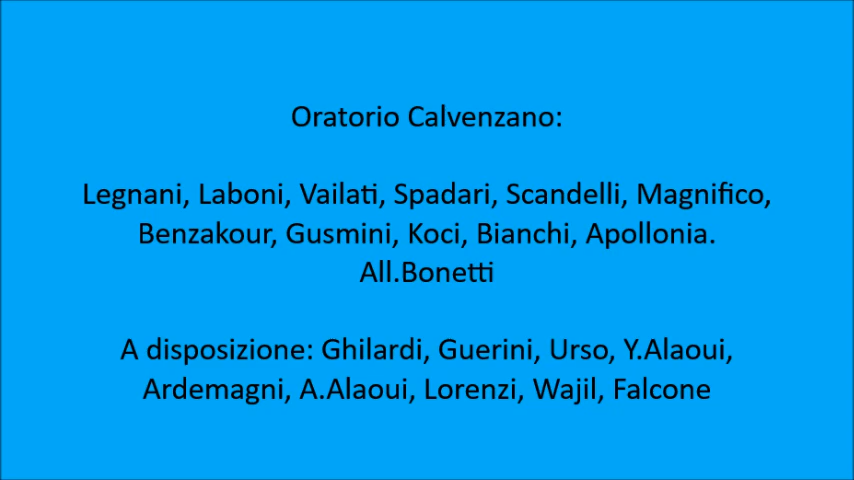 Oratorio Calvenzano:
Legnani, Laboni, Vailati, Spadari, Scandelli, Magnifico,
Benzakour, Gusmini, Koci, Bianchi, Apollonia.
All.Bonetti
A disposizione: Ghilardi, Guerini, Urso, Y.Alaoui,
Ardemagni, A.Alaoui, Lorenzi, Wajil, Falcone